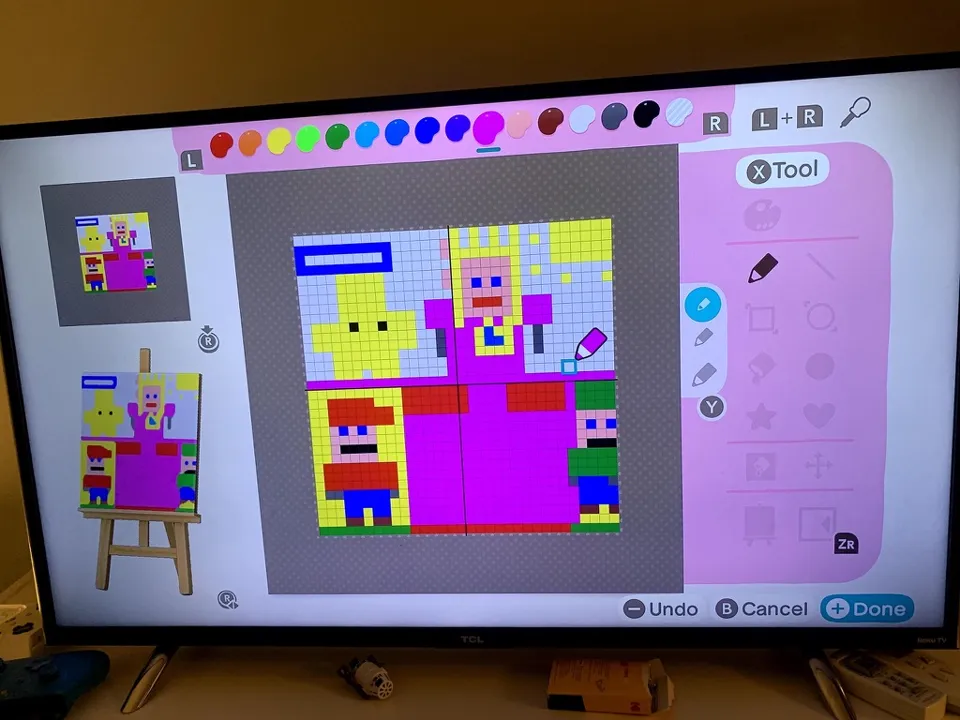 L
R
L + R
X Tool
R
Y
ZR
R
− Undo
B Cancel
+ Done
TCL
Roku TV